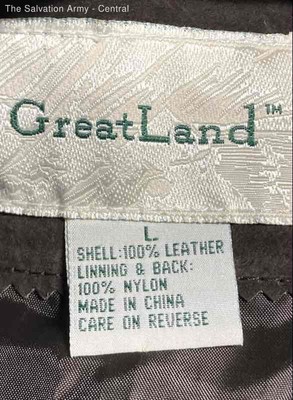 The Salvation Army - Central
GreatLand™
L
SHELL:100% LEATHER
LINNING & BACK:
100% NYLON
MADE IN CHINA
CARE ON REVERSE